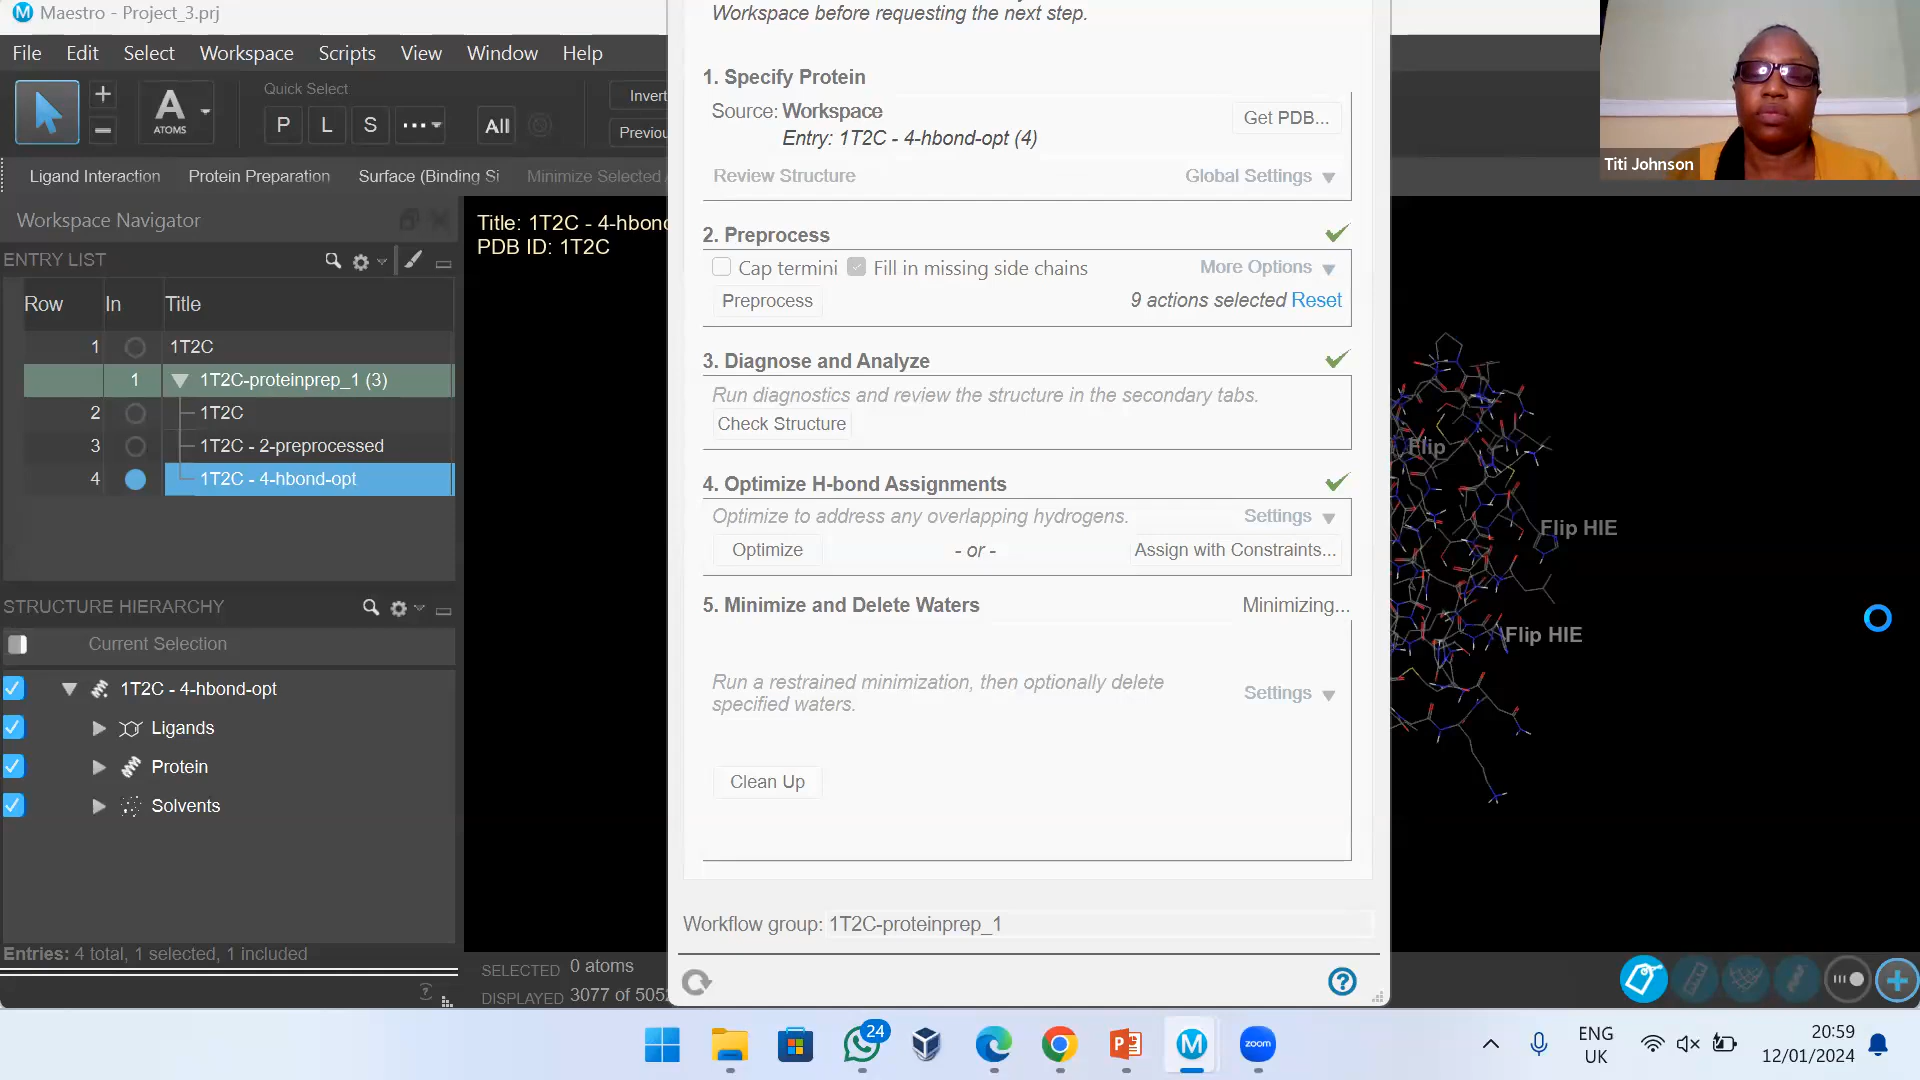 Maestro - Project_3.prj
File Edit Select Workspace Scripts View Window Help
Quick Select
ATOMS
P L S ... All
Invert
Previou
Ligand Interaction Protein Preparation Surface (Binding Si Minimize Selected A
Workspace Navigator
ENTRY LIST
Row In Title
1 1T2C
1 1T2C-proteinprep_1 (3)
2 1T2C
3 1T2C - 2-preprocessed
4 1T2C - 4-hbond-opt
STRUCTURE HIERARCHY
Current Selection
1T2C - 4-hbond-opt
Ligands
Protein
Solvents
Entries: 4 total, 1 selected, 1 included
Title: 1T2C - 4-hbond
PDB ID: 1T2C
SELECTED 0 atoms
DISPLAYED 3077 of 5052
Workspace before requesting the next step.
1. Specify Protein
Source: Workspace
Get PDB...
Entry: 1T2C - 4-hbond-opt (4)
Review Structure Global Settings
2. Preprocess
Cap termini Fill in missing side chains More Options
Preprocess 9 actions selected Reset
3. Diagnose and Analyze
Run diagnostics and review the structure in the secondary tabs.
Check Structure
4. Optimize H-bond Assignments
Optimize to address any overlapping hydrogens. Settings
Optimize - or - Assign with Constraints...
5. Minimize and Delete Waters Minimizing...
Run a restrained minimization, then optionally delete
specified waters.
Settings
Clean Up
Workflow group: 1T2C-proteinprep_1
Flip
Flip HIE
Flip HIE
Titi Johnson
24
zoom
ENG
UK
20:59
12/01/2024